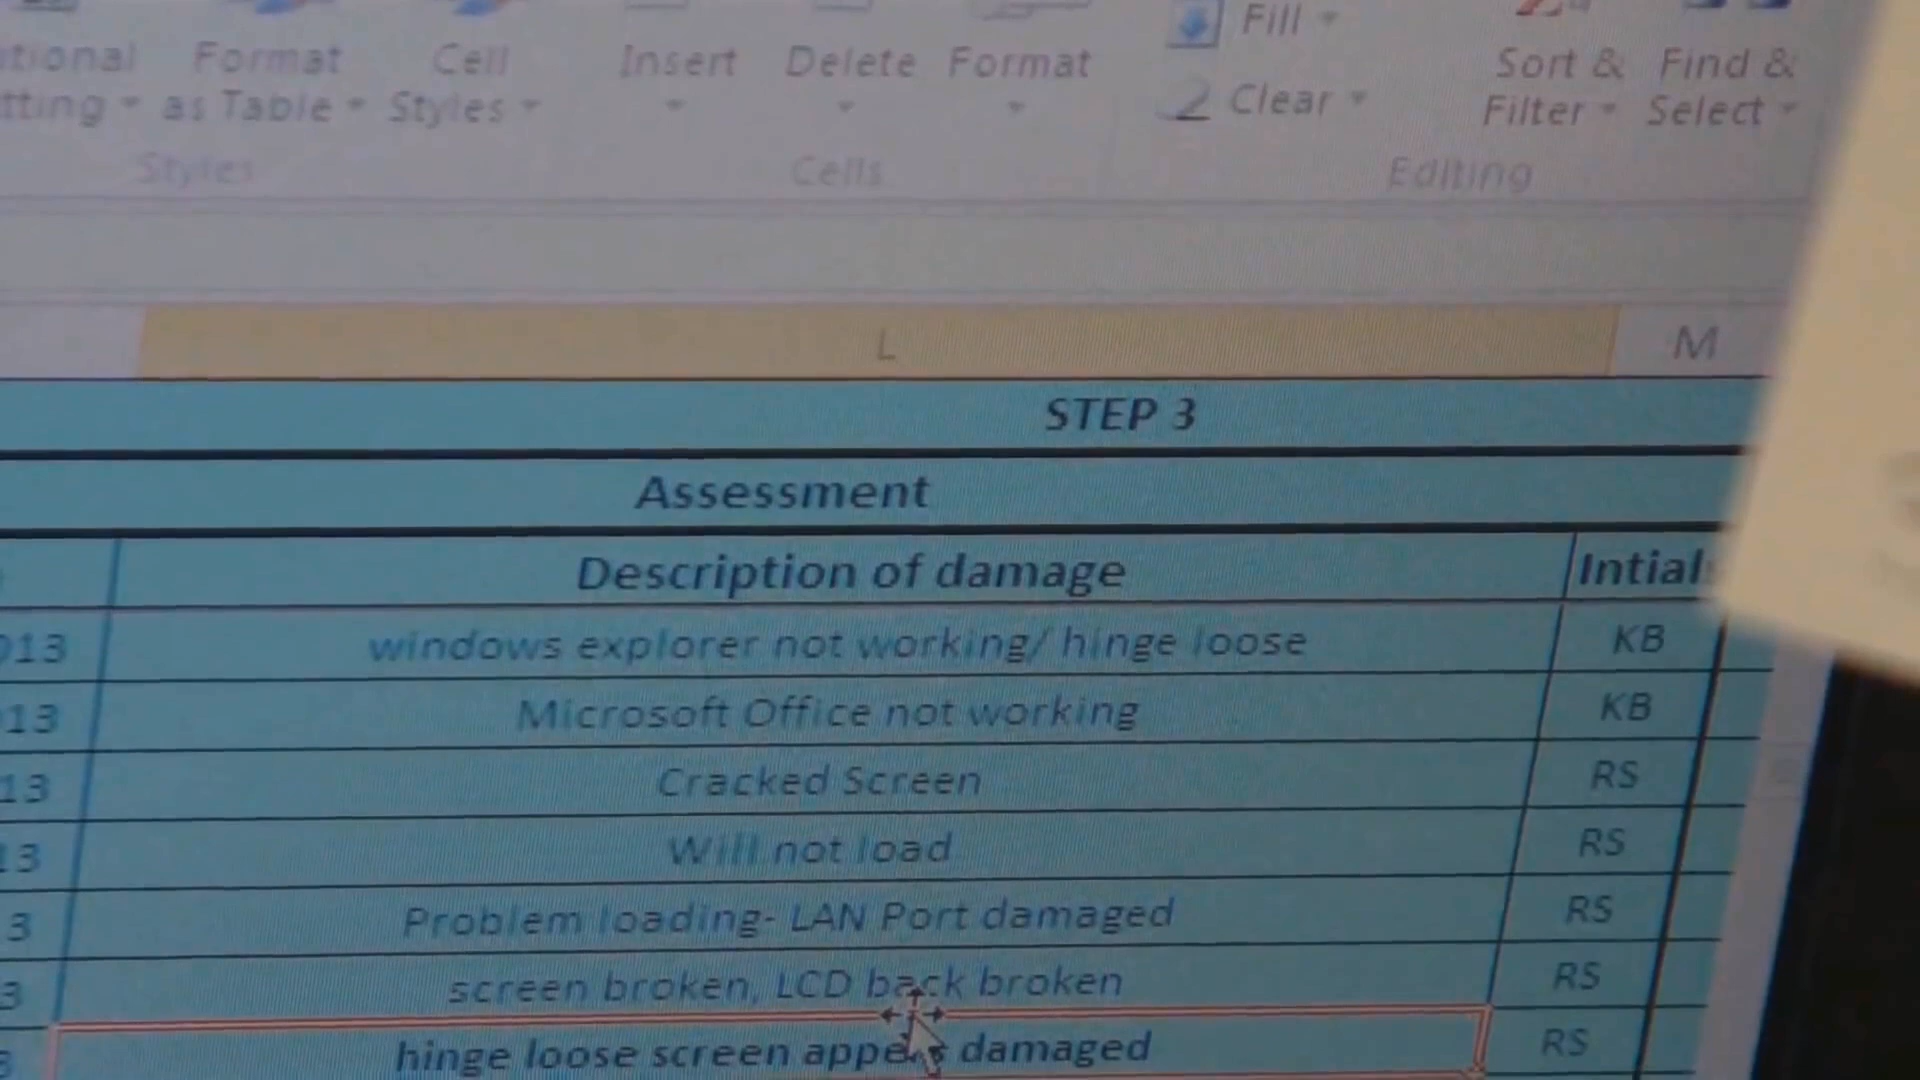 Fill
tional Format Cell Insert Delete Format Sort & Find &
tting as Table Styles Clear Filter Select
Styles Cells Editing
L M
STEP 3
Assessment
Description of damage Intial
013 windows explorer not working/ hinge loose KB
13 Microsoft Office not working KB
13 Cracked Screen RS
13 Will not load RS
3 Problem loading- LAN Port damaged RS
3 screen broken, LCD back broken RS
hinge loose screen damaged RS